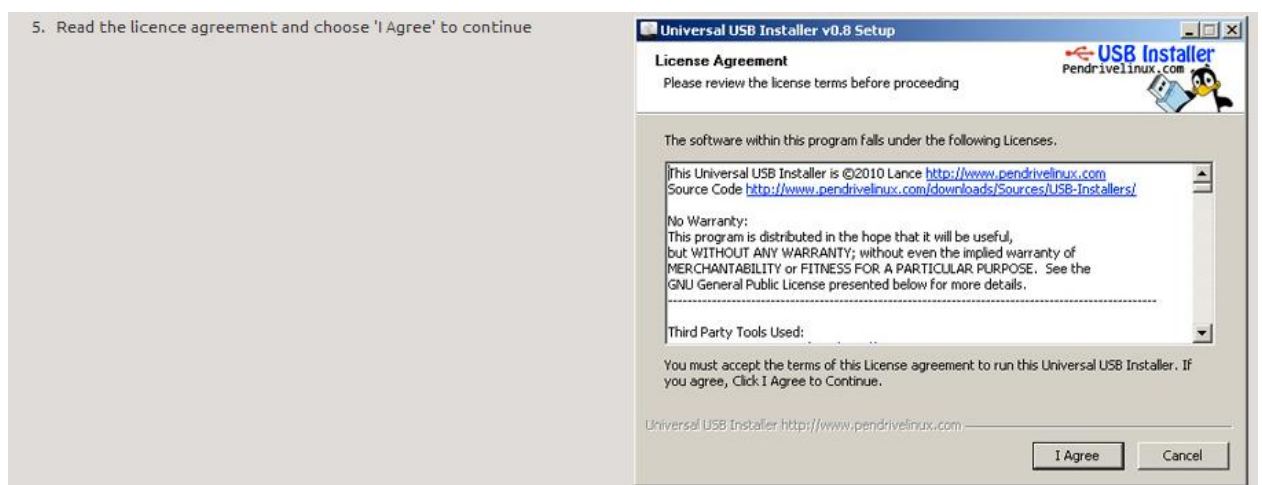 5. Read the licence agreement and choose 'I Agree' to continue
Universal USB Installer v0.8 Setup
License Agreement
Please review the license terms before proceeding
USB Installer
Pendrivelinux.com
The software within this program falls under the following Licenses.
This Universal USB Installer is ©2010 Lance http://www.pendrivelinux.com
Source Code http://www.pendrivelinux.com/downloads/Sources/USB-Installers/
No Warranty:
This program is distributed in the hope that it will be useful,
but WITHOUT ANY WARRANTY; without even the implied warranty of
MERCHANTABILITY or FITNESS FOR A PARTICULAR PURPOSE. See the
GNU General Public License presented below for more details.
Third Party Tools Used:
You must accept the terms of this License agreement to run this Universal USB Installer. If
you agree, Click I Agree to Continue.
Universal USB Installer http://www.pendrivelinux.com
I Agree
Cancel